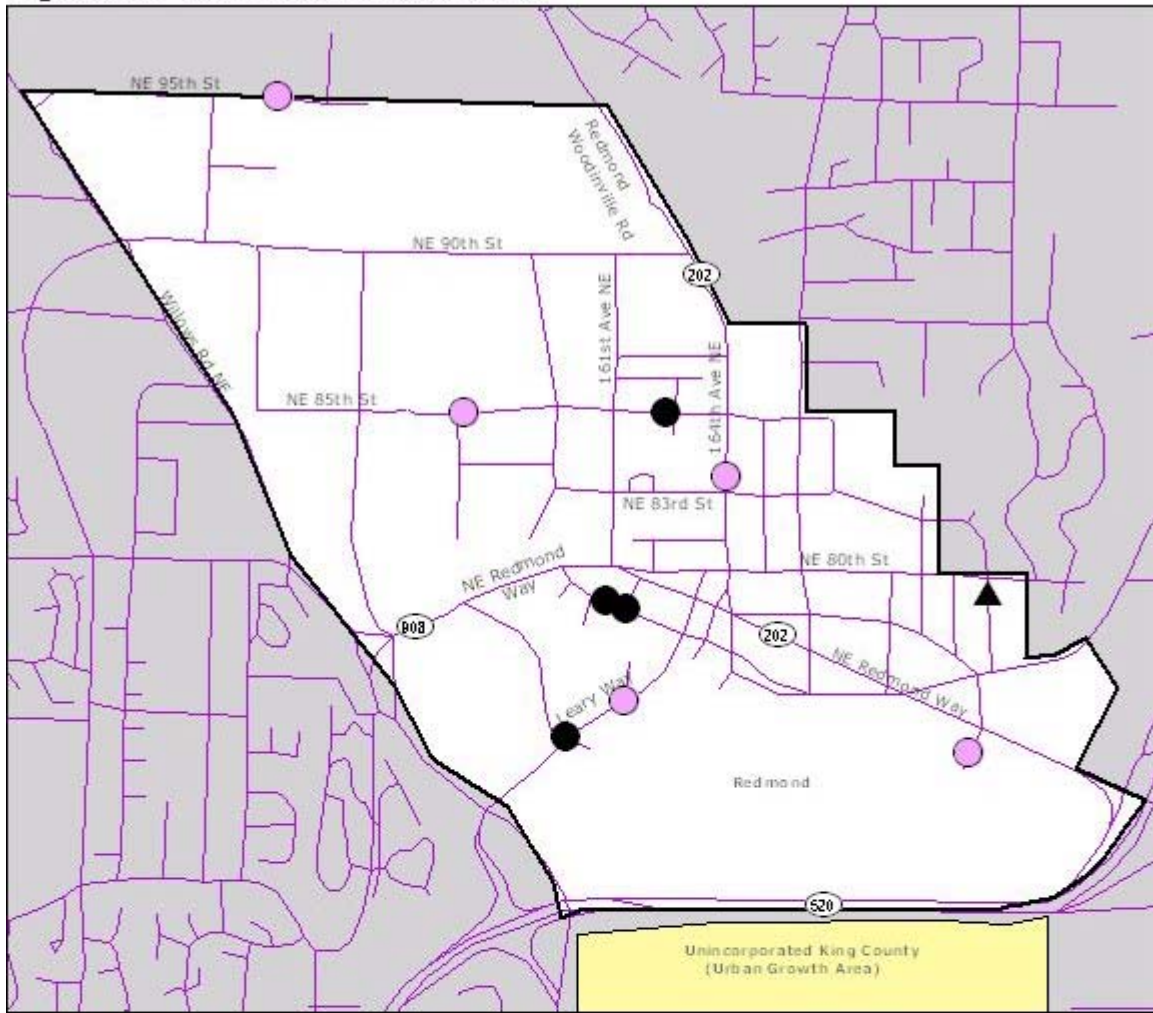 NE 95th St
Redmond
Woodinville Rd
NE 90th St
202
Willows Rd NE
161st Ave NE
164th Ave NE
NE 85th St
NE 83rd St
NE Redmond
Way
NE 80th St
908
202
NE Redmond Way
Leary Way
Redmond
520
Unincorporated King County
(Urban Growth Area)